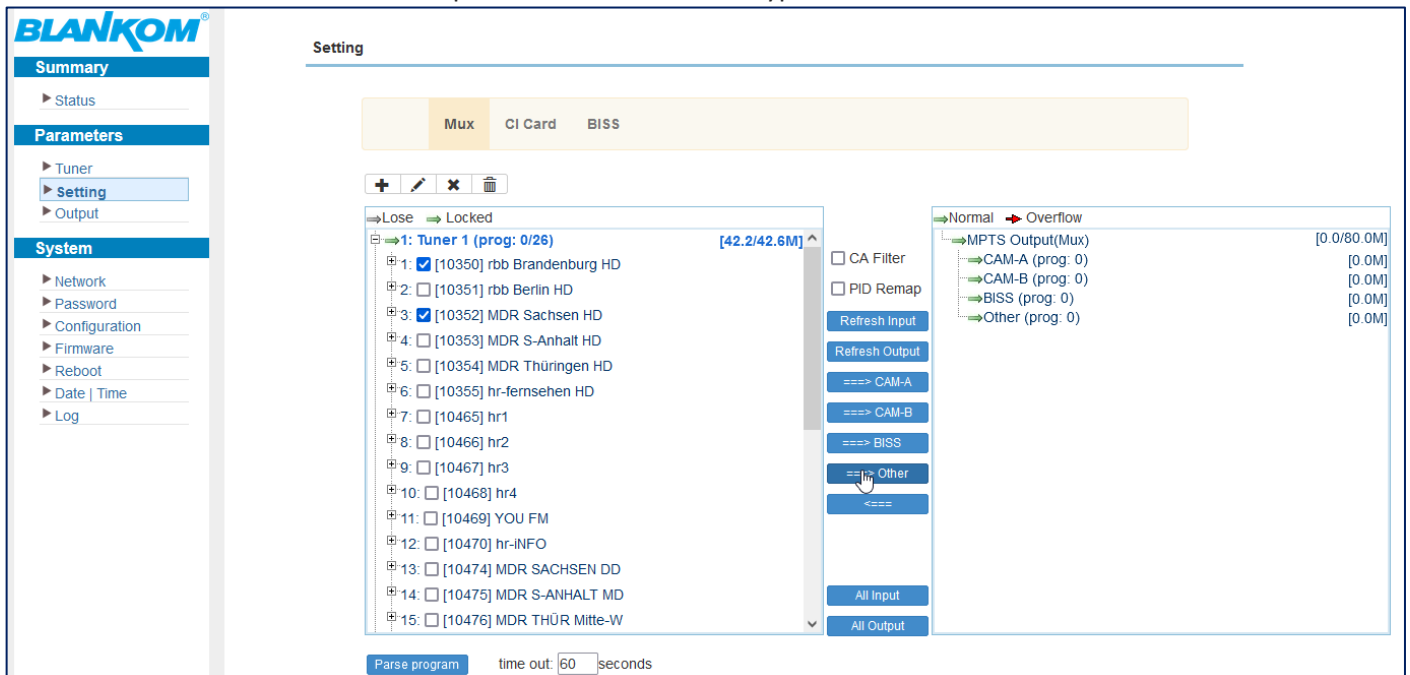 BLANKOM®
Summary
Status
Parameters
Tuner
Setting
Output
System
Network
Password
Configuration
Firmware
Reboot
Date | Time
Log
Setting
Mux CI Card BISS
Lose Locked
1: Tuner 1 (prog: 0/26) [42.2/42.6M]
1: [10350] rbb Brandenburg HD
2: [10351] rbb Berlin HD
3: [10352] MDR Sachsen HD
4: [10353] MDR S-Anhalt HD
5: [10354] MDR Thüringen HD
6: [10355] hr-fernsehen HD
7: [10465] hr1
8: [10466] hr2
9: [10467] hr3
10: [10468] hr4
11: [10469] YOU FM
12: [10470] hr-iNFO
13: [10474] MDR SACHSEN DD
14: [10475] MDR S-ANHALT MD
15: [10476] MDR THÜR Mitte-W
CA Filter
PID Remap
Refresh Input
Refresh Output
===> CAM-A
===> CAM-B
===> BISS
===> Other
<===
All Input
All Output
Normal Overflow
MPTS Output(Mux) [0.0/80.0M]
CAM-A (prog: 0) [0.0M]
CAM-B (prog: 0) [0.0M]
BISS (prog: 0) [0.0M]
Other (prog: 0) [0.0M]
Parse program time out: 60 seconds